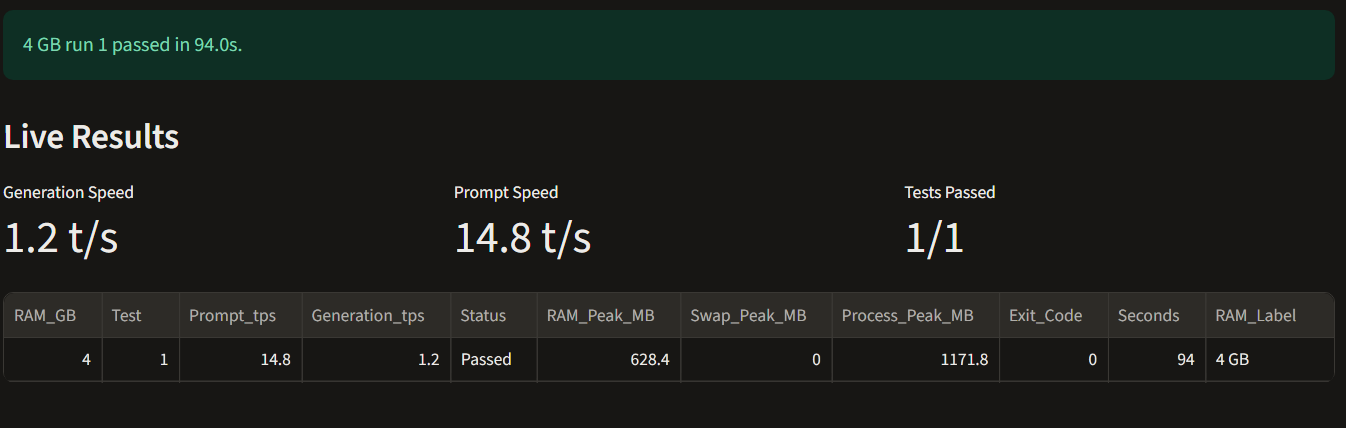 4 GB run 1 passed in 94.0s.
Live Results
Generation Speed Prompt Speed Tests Passed
1.2 t/s 14.8 t/s 1/1
RAM_GB Test Prompt_tps Generation_tps Status RAM_Peak_MB Swap_Peak_MB Process_Peak_MB Exit_Code Seconds RAM_Label
4 1 14.8 1.2 Passed 628.4 0 1171.8 0 94 4 GB